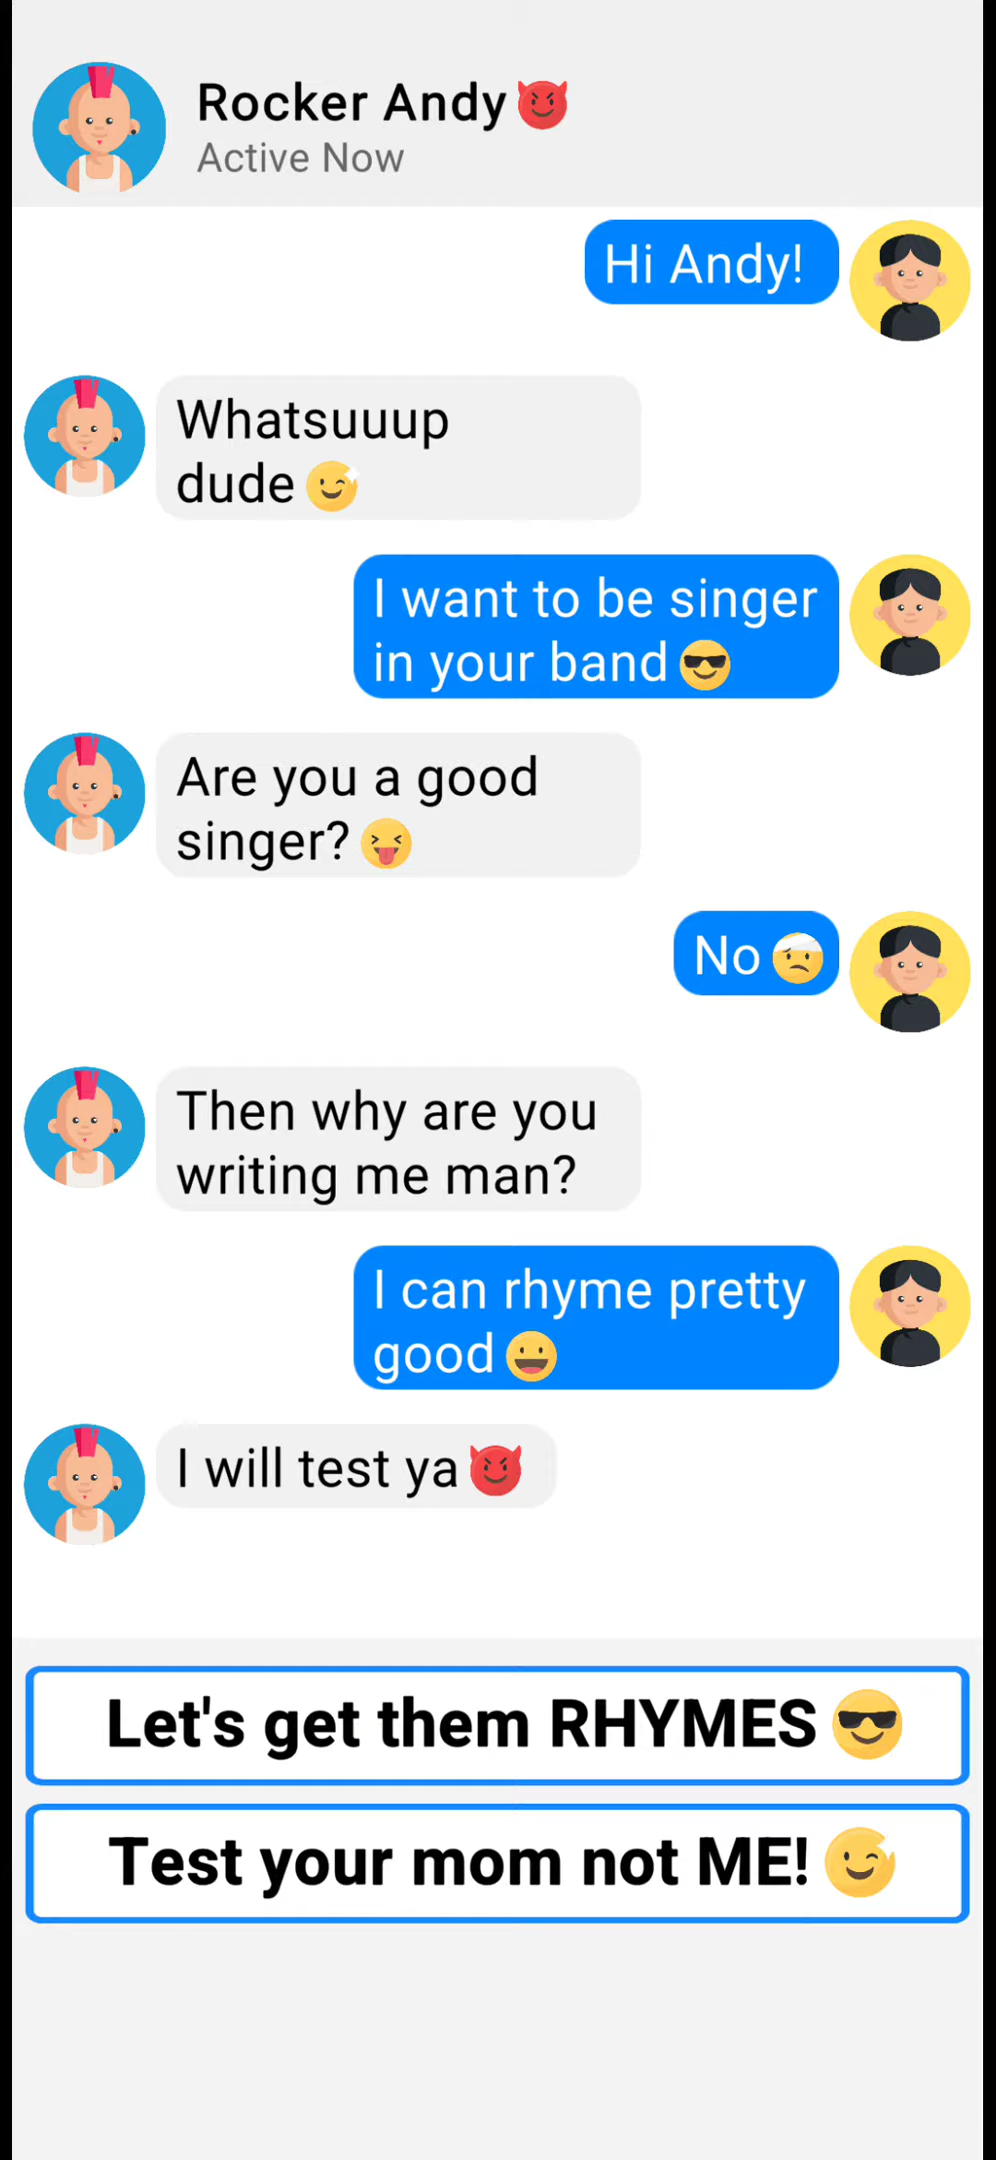 Rocker Andy😈
Active Now
Hi Andy!
Whatsuuup
dude😉
I want to be singer
in your band😎
Are you a good
singer?😝
No🤕
Then why are you
writing me man?
I can rhyme pretty
good😀
I will test ya😈
Let's get them RHYMES😎
Test your mom not ME!😉